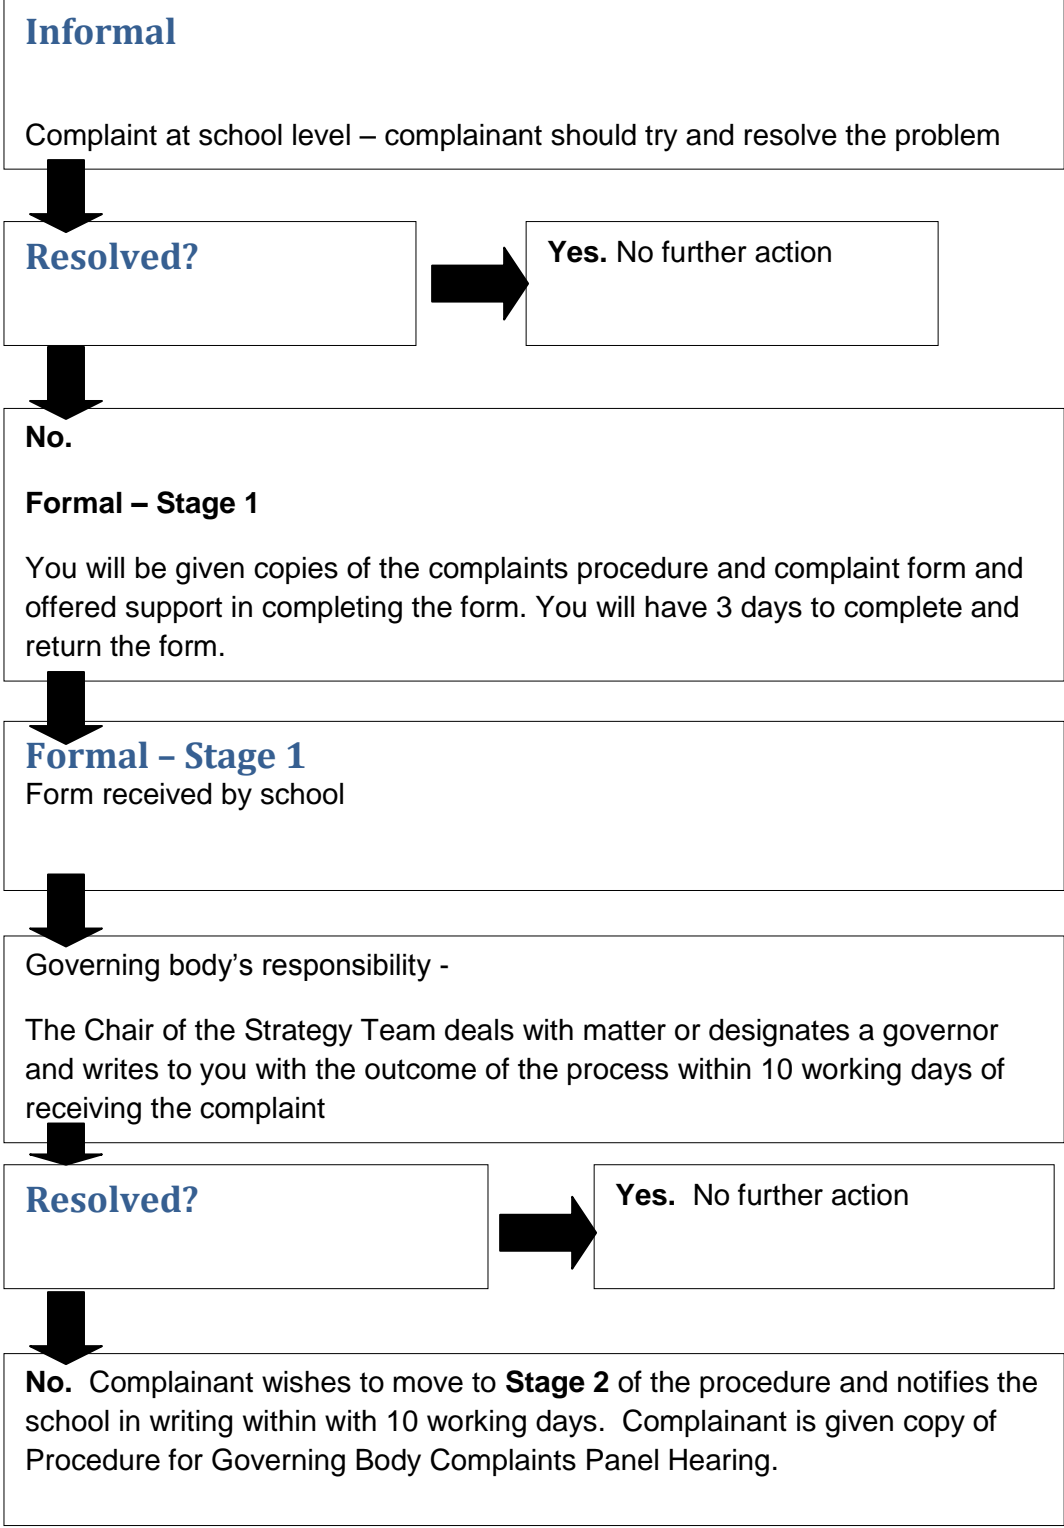 Informal
Complaint at school level – complainant should try and resolve the problem
Resolved?
Yes. No further action
No.
Formal – Stage 1
You will be given copies of the complaints procedure and complaint form and
offered support in completing the form. You will have 3 days to complete and
return the form.
Formal – Stage 1
Form received by school
Governing body’s responsibility -
The Chair of the Strategy Team deals with matter or designates a governor
and writes to you with the outcome of the process within 10 working days of
receiving the complaint
Resolved?
Yes.  No further action
No.  Complainant wishes to move to Stage 2 of the procedure and notifies the
school in writing within with 10 working days.  Complainant is given copy of
Procedure for Governing Body Complaints Panel Hearing.